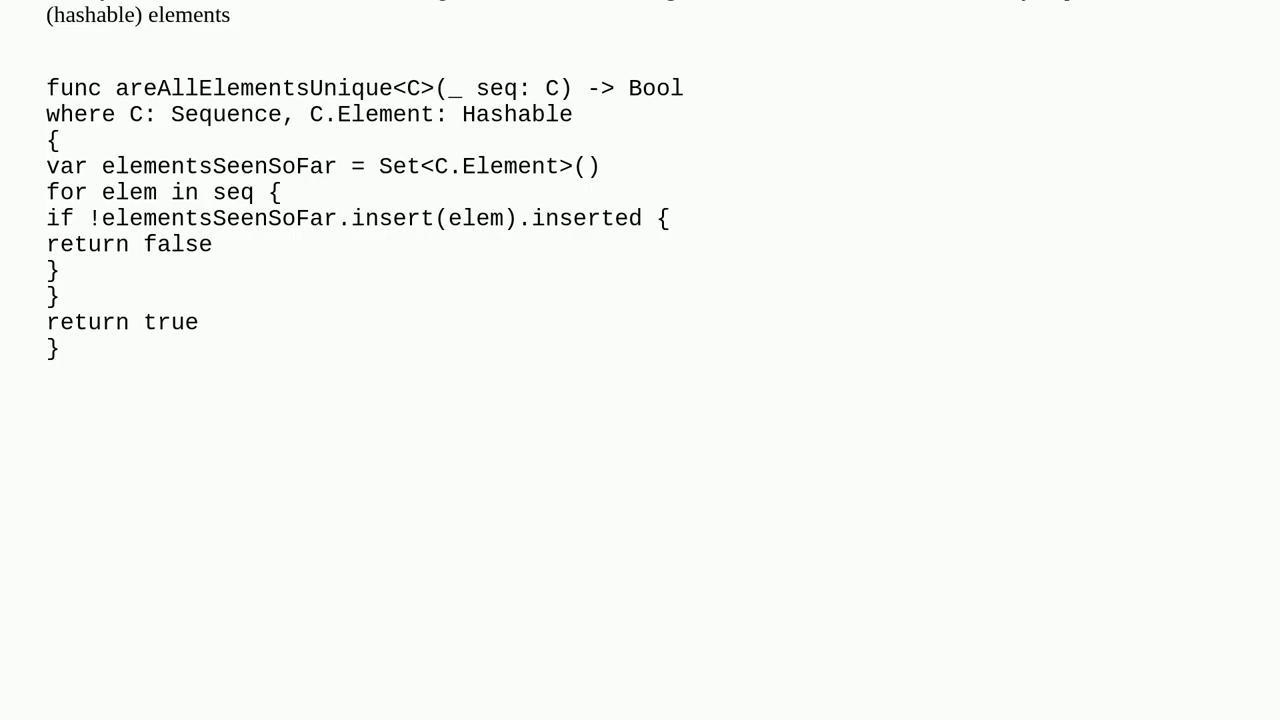 (hashable) elements
func areAllElementsUnique<C>(_ seq: C) -> Bool
where C: Sequence, C.Element: Hashable
{
var elementsSeenSoFar = Set<C.Element>()
for elem in seq {
if !elementsSeenSoFar.insert(elem).inserted {
return false
}
}
return true
}